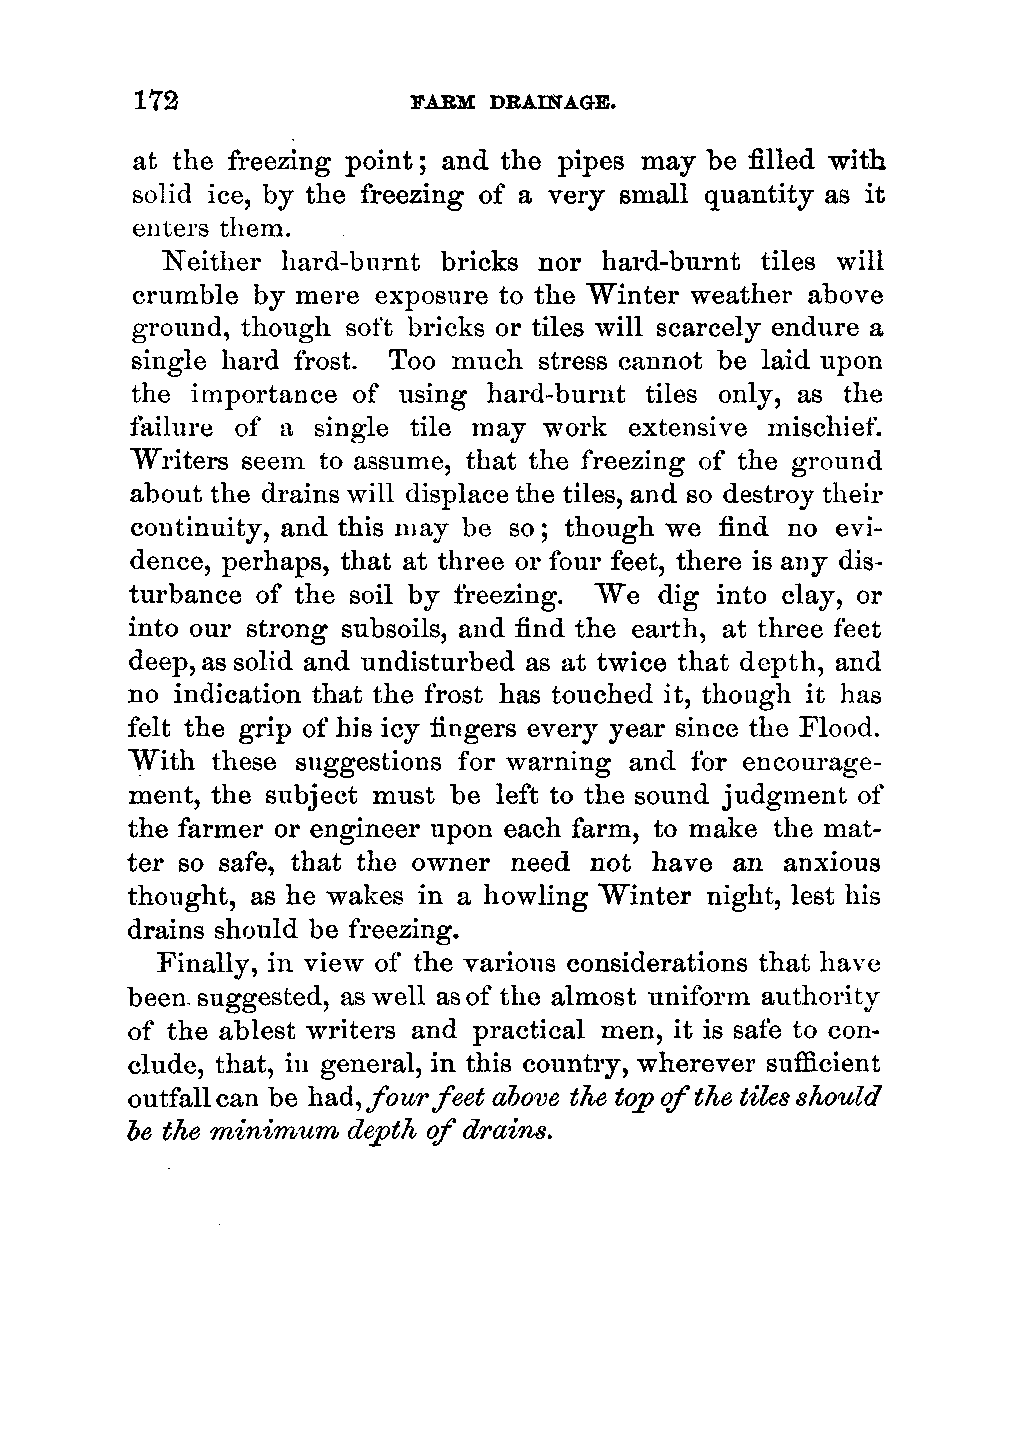 172 FARM DRAINAGE.
at the freezing point; and the pipes may be filled with
solid ice, by the freezing of a very small quantity as it
enters them.
Neither hard-burnt bricks nor hard-burnt tiles will
crumble by mere exposure to the Winter weather above
ground, though soft bricks or tiles will scarcely endure a
single hard frost. Too much stress cannot be laid upon
the importance of using hard-burnt tiles only, as the
failure of a single tile may work extensive mischief.
Writers seem to assume, that the freezing of the ground
about the drains will displace the tiles, and so destroy their
continuity, and this may be so; though we find no evi-
dence, perhaps, that at three or four feet, there is any dis-
turbance of the soil by freezing. We dig into clay, or
into our strong subsoils, and find the earth, at three feet
deep, as solid and undisturbed as at twice that depth, and
no indication that the frost has touched it, though it has
felt the grip of his icy fingers every year since the Flood.
With these suggestions for warning and for encourage-
ment, the subject must be left to the sound judgment of
the farmer or engineer upon each farm, to make the mat-
ter so safe, that the owner need not have an anxious
thought, as he wakes in a howling Winter night, lest his
drains should be freezing.
Finally, in view of the various considerations that have
been suggested, as well as of the almost uniform authority
of the ablest writers and practical men, it is safe to con-
clude, that, in general, in this country, wherever sufficient
outfall can be had, four feet above the top of the tiles should
be the minimum depth of drains.